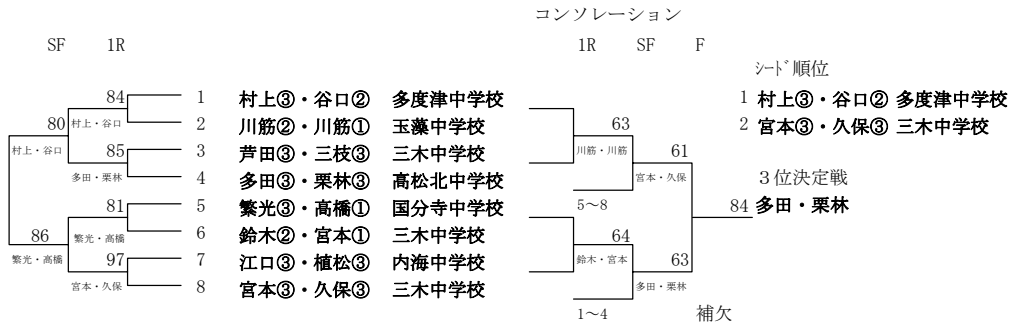 コンソレーション
SF 1R 1R SF F
ｼｰﾄﾞ順位
84 1 村上③・谷口② 多度津中学校 1 村上③・谷口② 多度津中学校
80 村上・谷口 2 川筋②・川筋① 玉藻中学校 63 2 宮本③・久保③ 三木中学校
村上・谷口 85 3 芦田③・三枝③ 三木中学校 川筋・川筋 61
多田・栗林 4 多田③・栗林③ 高松北中学校 宮本・久保 3位決定戦
81 5 繁光③・高橋① 国分寺中学校 5～8 84 多田・栗林
86 繁光・高橋 6 鈴木②・宮本① 三木中学校 64
繁光・高橋 97 7 江口③・植松③ 内海中学校 鈴木・宮本 63
宮本・久保 8 宮本③・久保③ 三木中学校 多田・栗林
1～4 補欠